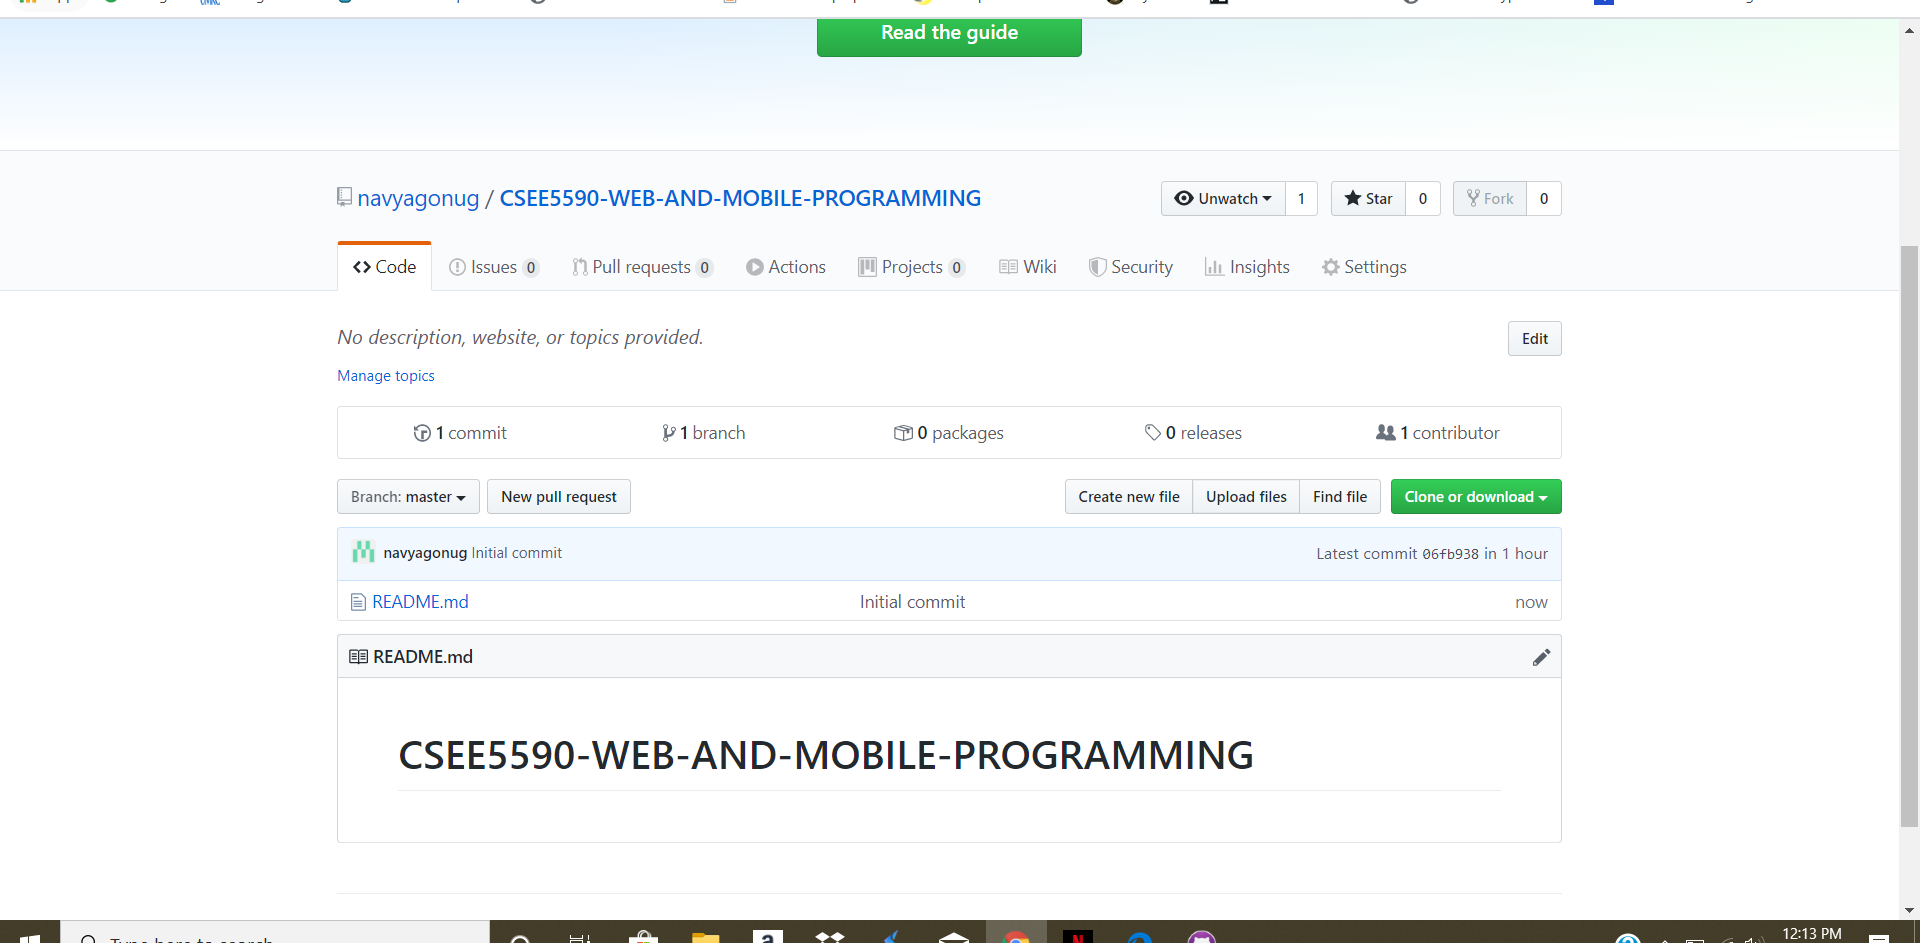 Read the guide
navyagonug / CSEE5590-WEB-AND-MOBILE-PROGRAMMING
Unwatch 1 Star 0 Fork 0
Code Issues 0 Pull requests 0 Actions Projects 0 Wiki Security Insights Settings
No description, website, or topics provided.
Edit
Manage topics
1 commit 1 branch 0 packages 0 releases 1 contributor
Branch: master New pull request Create new file Upload files Find file Clone or download
navyagonug Initial commit Latest commit 06fb938 in 1 hour
README.md Initial commit now
README.md
CSEE5590-WEB-AND-MOBILE-PROGRAMMING
Type here to search
12:13 PM